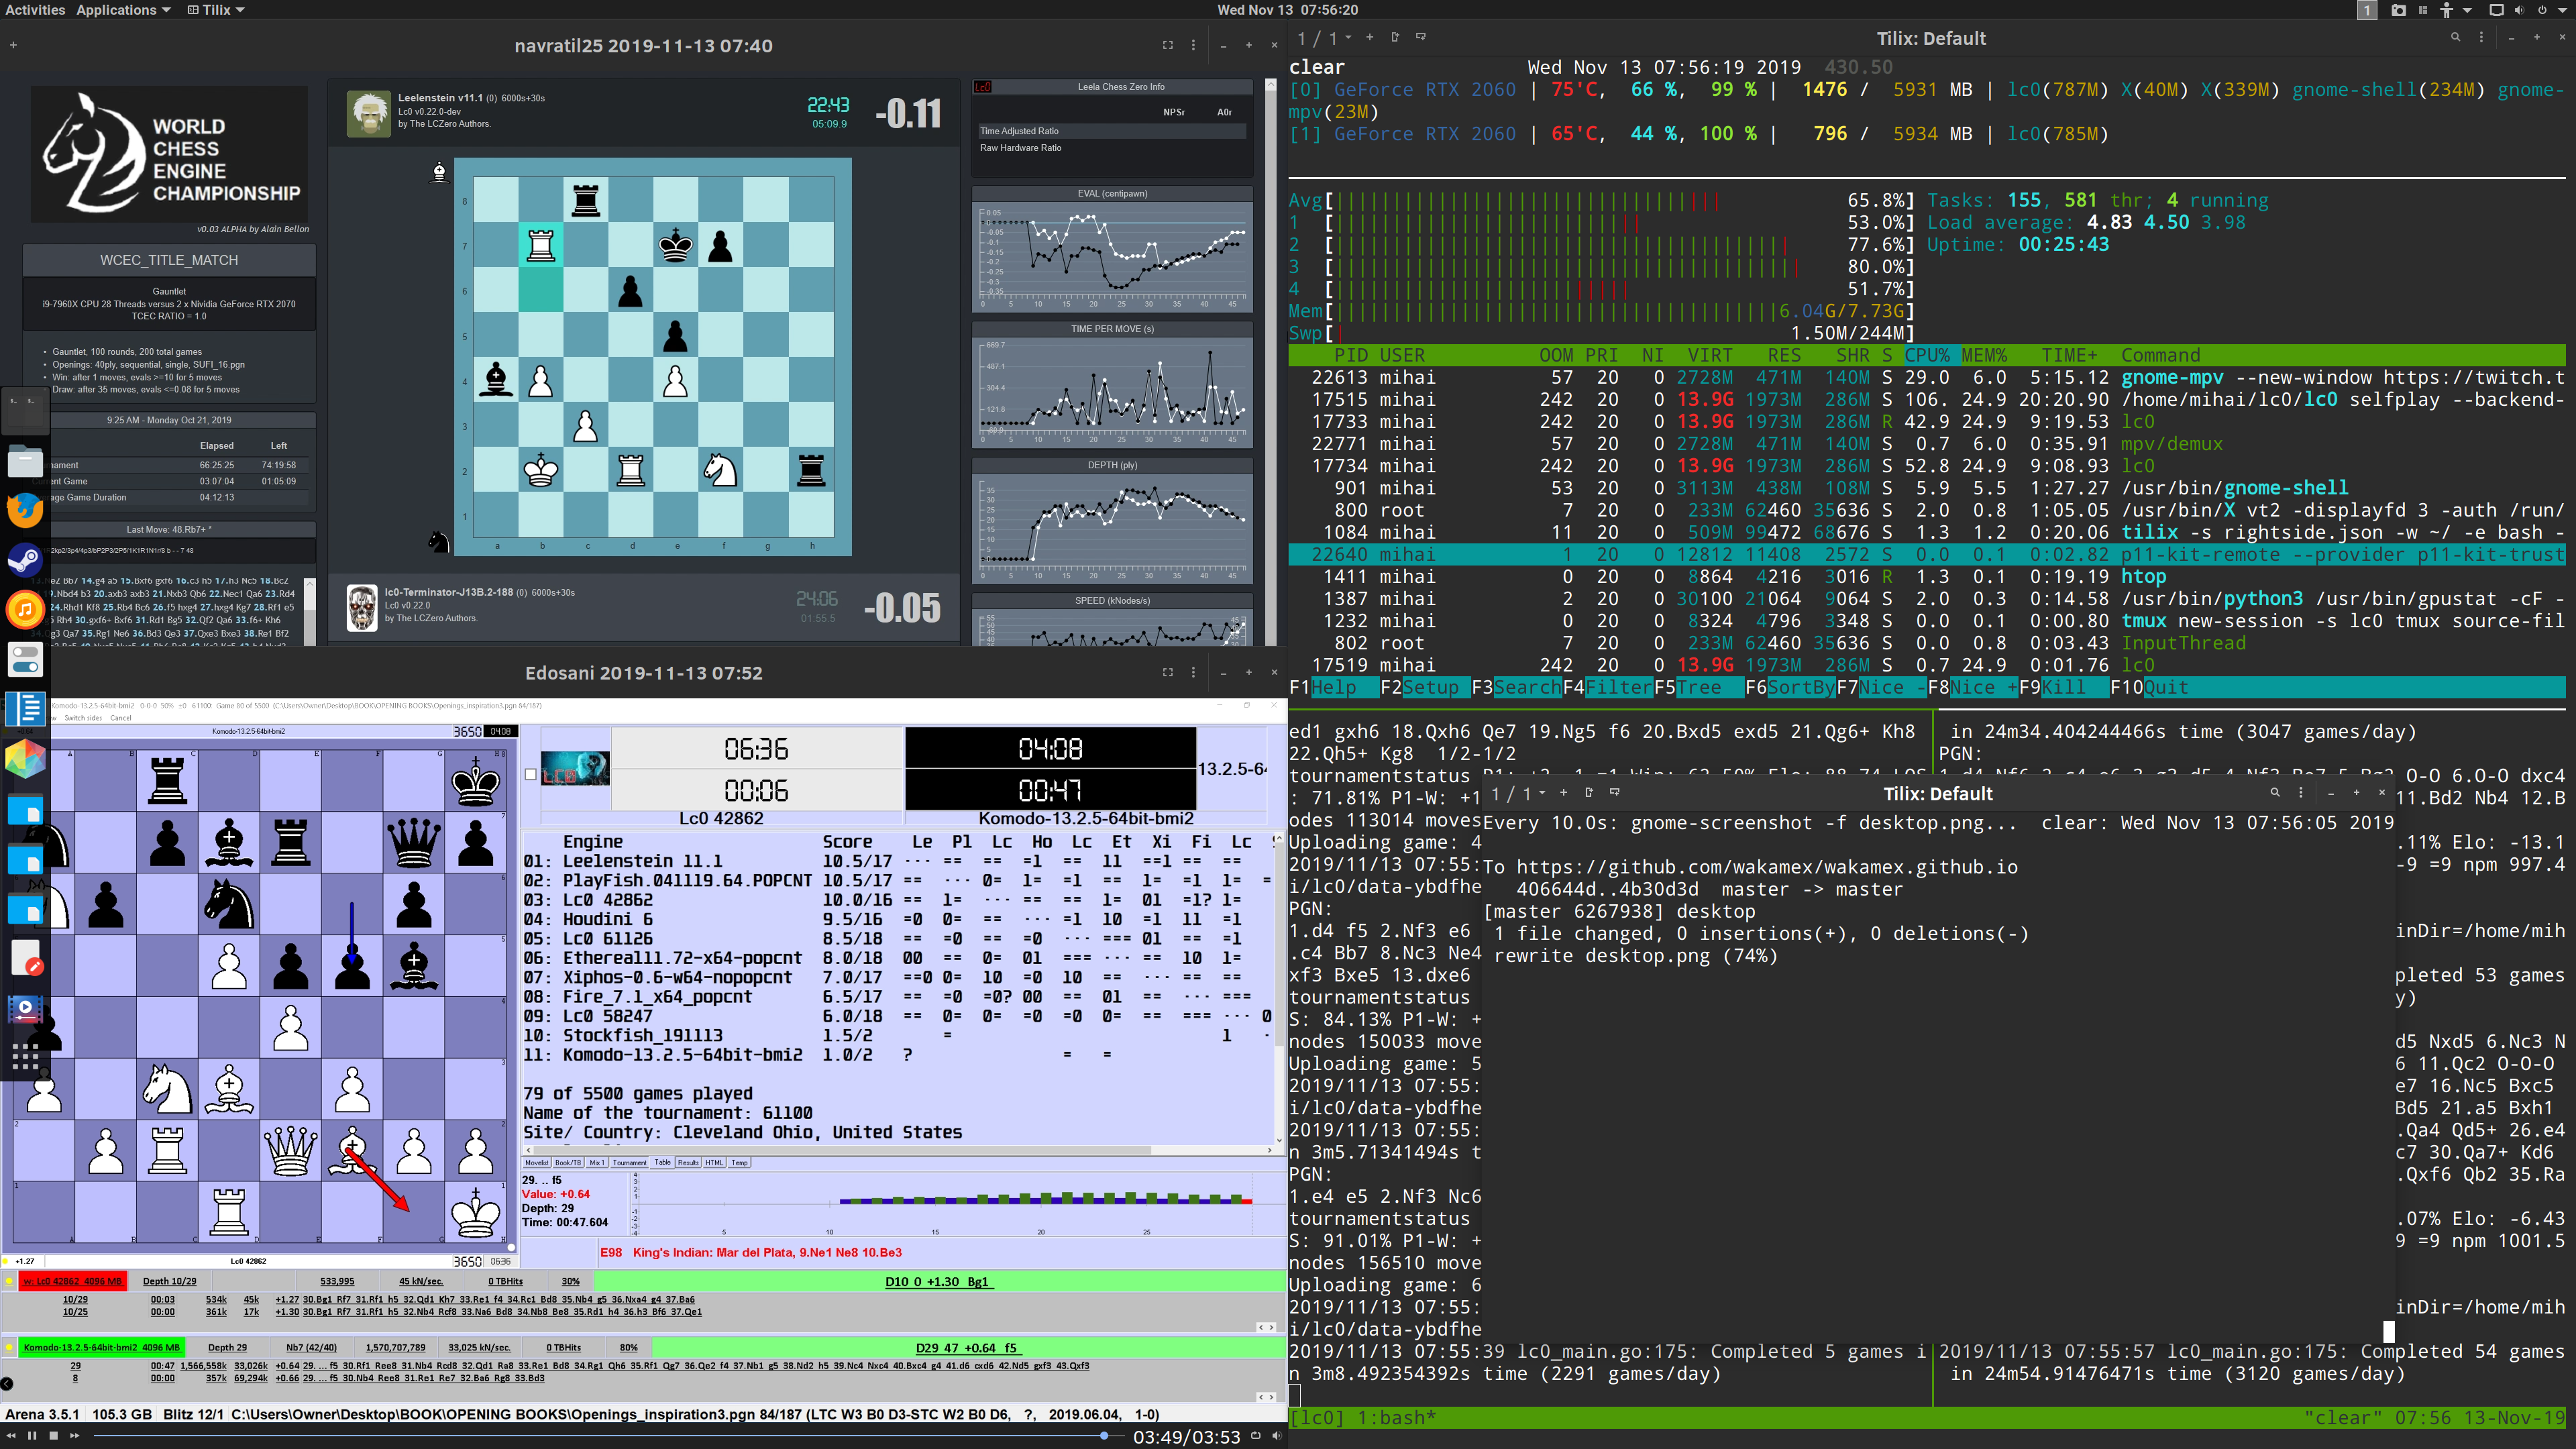 Activities Applications Tilix Wed Nov 13 07:56:20 1
navratil25 2019-11-13 07:40
WORLD
CHESS
ENGINE
CHAMPIONSHIP
v0.03 ALPHA by Alain Bellon
WCEC_TITLE_MATCH
Gauntlet
i9-7960X CPU 28 Threads versus 2 x Nvidia GeForce RTX 2070
TCEC RATIO = 1.0
• Gauntlet, 100 rounds, 200 total games
• Openings: 40ply, sequential, single, SUFI_16.pgn
• Win: after 1 moves, evals >=10 for 5 moves
Draw: after 35 moves, evals <=0.08 for 5 moves
9:25 AM - Monday Oct 21, 2019
Elapsed Left
nament 66:25:25 74:19:58
ent Game 03:07:04 01:05:09
rage Game Duration 04:12:13
Last Move: 48.Rb7+ *
Leelenstein v11.1 (0) 6000s+30s
Lc0 v0.22.0-dev
by The LCZero Authors.
22:43
05:09.9
-0.11
8
7
6
5
4
3
2
1
a b c d e f g h
lc0-Terminator-J13B.2-188 (0) 6000s+30s
Lc0 v0.22.0
by The LCZero Authors.
24:06
01:55.5
-0.05
Lc0 Leela Chess Zero Info
NPSr A0r
Time Adjusted Ratio
Raw Hardware Ratio
EVAL (centipawn)
TIME PER MOVE (s)
DEPTH (ply)
SPEED (kNodes/s)
Edosani 2019-11-13 07:52
Komodo-13.2.5-64bit-bmi2 0-0-0 50% ±0 61100: Game 80 of 5500 (C:\Users\Owner\Desktop\BOOK\OPENING BOOKS\Openings_inspiration3.pgn 84/187)
Switch sides Cancel
Komodo-13.2.5-64bit-bmi2 3650 04:08
06:36 04:08 13.2.5-64
00:06 00:47
Lc0 42862 Komodo-13.2.5-64bit-bmi2
Engine Score Le Pl Lc Ho Lc Et Xi Fi Lc
01: Leelenstein 11.1 10.5/17 ··· == == =1 == 11 ==1 == ==
02: PlayFish.041119.64.POPCNT 10.5/17 == ··· 0= 1= =1 == 1= =1 1= =
03: Lc0 42862 10.0/16 == 1= ··· == == 1= 01 =1? 1=
04: Houdini 6 9.5/16 =0 0= == ··· =1 10 =1 11 =1
05: Lc0 61126 8.5/18 == =0 == =0 ··· === 01 == =1
06: Ethereal11.72-x64-popcnt 8.0/18 00 == 0= 01 === ··· == 10 1=
07: Xiphos-0.6-w64-nopopcnt 7.0/17 ==0 0= 10 =0 10 == ··· == ==
08: Fire_7.1_x64_popcnt 6.5/17 == =0 =0? 00 == 01 == ··· ===
09: Lc0 58247 6.0/18 == 0= 0= =0 =0 0= == === ··· 0
10: Stockfish_191113 1.5/2 = 1
11: Komodo-13.2.5-64bit-bmi2 1.0/2 ? = =
79 of 5500 games played
Name of the tournament: 61100
Site/ Country: Cleveland Ohio, United States
Movelist Book/TB Mix 1 Tournament Table Results HTML Temp
29. .. f5
Value: +0.64
Depth: 29
Time: 00:47.604
5 10 15 20 25
E98 King's Indian: Mar del Plata, 9.Ne1 Ne8 10.Be3
+1.27 Lc0 42862 3650 06:36
w: Lc0 42862 4096 MB Depth 10/29 533,995 45 kN/sec. 0 TBHits 30% D10 0 +1.30 Bg1
10/29 00:03 534k 45k +1.27 30.Bg1 Rf7 31.Rf1 h5 32.Qd1 Kh7 33.Re1 f4 34.Rc1 Bd8 35.Nb4 g5 36.Nxa4 g4 37.Ba6
10/25 00:00 361k 17k +1.30 30.Bg1 Rf7 31.Rf1 h5 32.Nb4 Rcf8 33.Na6 Bd8 34.Nb8 Be8 35.Rd1 h4 36.h3 Bf6 37.Qe1
Komodo-13.2.5-64bit-bmi2 4096 MB Depth 29 Nb7 (42/40) 1,570,707,789 33,025 kN/sec. 0 TBHits 80% D29 47 +0.64 f5
29 00:47 1,566,558k 33,026k +0.64 29. ... f5 30.Rf1 Ree8 31.Nb4 Rcd8 32.Qd1 Ra8 33.Re1 Bd8 34.Rg1 Qh6 35.Rf1 Qg7 36.Qe2 f4 37.Nb1 g5 38.Nd2 h5 39.Nc4 Nxc4 40.Bxc4 g4 41.d6 cxd6 42.Nd5 gxf3 43.Qxf3
8 00:00 357k 69,294k +0.66 29. ... f5 30.Nb4 Ree8 31.Re1 Re7 32.Ba6 Rg8 33.Bd3
Arena 3.5.1 105.3 GB Blitz 12/1 C:\Users\Owner\Desktop\BOOK\OPENING BOOKS\Openings_inspiration3.pgn 84/187 (LTC W3 B0 D3-STC W2 B0 D6, ?, 2019.06.04, 1-0)
03:49/03:53
1 / 1 Tilix: Default
clear Wed Nov 13 07:56:19 2019 430.50
[0] GeForce RTX 2060 | 75'C, 66 %, 99 % | 1476 / 5931 MB | lc0(787M) X(40M) X(339M) gnome-shell(234M) gnome-
mpv(23M)
[1] GeForce RTX 2060 | 65'C, 44 %, 100 % | 796 / 5934 MB | lc0(785M)
Avg[ 65.8%] Tasks: 155, 581 thr; 4 running
1 [ 53.0%] Load average: 4.83 4.50 3.98
2 [ 77.6%] Uptime: 00:25:43
3 [ 80.0%]
4 [ 51.7%]
Mem[ 6.04G/7.73G]
Swp[ 1.50M/244M]
PID USER OOM PRI NI VIRT RES SHR S CPU% MEM% TIME+ Command
22613 mihai 57 20 0 2728M 471M 140M S 29.0 6.0 5:15.12 gnome-mpv --new-window https://twitch.t
17515 mihai 242 20 0 13.9G 1973M 286M S 106. 24.9 20:20.90 /home/mihai/lc0/lc0 selfplay --backend-
17733 mihai 242 20 0 13.9G 1973M 286M R 42.9 24.9 9:19.53 lc0
22771 mihai 57 20 0 2728M 471M 140M S 0.7 6.0 0:35.91 mpv/demux
17734 mihai 242 20 0 13.9G 1973M 286M S 52.8 24.9 9:08.93 lc0
901 mihai 53 20 0 3113M 438M 108M S 5.9 5.5 1:27.27 /usr/bin/gnome-shell
800 root 7 20 0 233M 62460 35636 S 2.0 0.8 1:05.05 /usr/bin/X vt2 -displayfd 3 -auth /run/
1084 mihai 11 20 0 509M 99472 68676 S 1.3 1.2 0:20.06 tilix -s rightside.json -w ~/ -e bash -
22640 mihai 1 20 0 12812 11408 2572 S 0.0 0.1 0:02.82 p11-kit-remote --provider p11-kit-trust
1411 mihai 0 20 0 8864 4216 3016 R 1.3 0.1 0:19.19 htop
1387 mihai 2 20 0 30100 21064 9064 S 2.0 0.3 0:14.58 /usr/bin/python3 /usr/bin/gpustat -cF -
1232 mihai 0 20 0 8324 4796 3348 S 0.0 0.1 0:00.80 tmux new-session -s lc0 tmux source-fil
802 root 7 20 0 233M 62460 35636 S 0.0 0.8 0:03.43 InputThread
17519 mihai 242 20 0 13.9G 1973M 286M S 0.7 24.9 0:01.76 lc0
F1Help F2Setup F3SearchF4FilterF5Tree F6SortByF7Nice -F8Nice +F9Kill F10Quit
ed1 gxh6 18.Qxh6 Qe7 19.Ng5 f6 20.Bxd5 exd5 21.Qg6+ Kh8
22.Qh5+ Kg8 1/2-1/2
: 71.81% P1-W: +1
odes 113014 moves
Uploading game: 4
2019/11/13 07:55:
i/lc0/data-ybdfhe
PGN:
1.d4 f5 2.Nf3 e6
.c4 Bb7 8.Nc3 Ne4
xf3 Bxe5 13.dxe6
tournamentstatus
S: 84.13% P1-W: +
nodes 150033 move
Uploading game: 5
2019/11/13 07:55:
i/lc0/data-ybdfhe
2019/11/13 07:55:
n 3m5.71341494s t
PGN:
1.e4 e5 2.Nf3 Nc6
tournamentstatus
S: 91.01% P1-W: +
nodes 156510 move
Uploading game: 6
2019/11/13 07:55:
i/lc0/data-ybdfhe
2019/11/13 07:55:39 lc0_main.go:175: Completed 5 games i
n 3m8.492354392s time (2291 games/day)
in 24m34.404244466s time (3047 games/day)
PGN:
O-O 6.O-O dxc4
11.Bd2 Nb4 12.B
1 / 1 Tilix: Default
Every 10.0s: gnome-screenshot -f desktop.png... clear: Wed Nov 13 07:56:05 2019
To https://github.com/wakamex/wakamex.github.io
406644d..4b30d3d master -> master
[master 6267938] desktop
1 file changed, 0 insertions(+), 0 deletions(-)
rewrite desktop.png (74%)
.11% Elo: -13.1
-9 =9 npm 997.4
inDir=/home/mih
pleted 53 games
y)
d5 Nxd5 6.Nc3 N
6 11.Qc2 O-O-O
e7 16.Nc5 Bxc5
Bd5 21.a5 Bxh1
.Qa4 Qd5+ 26.e4
c7 30.Qa7+ Kd6
.Qxf6 Qb2 35.Ra
.07% Elo: -6.43
9 =9 npm 1001.5
inDir=/home/mih
2019/11/13 07:55:57 lc0_main.go:175: Completed 54 games
in 24m54.91476471s time (3120 games/day)
[lc0] 1:bash* "clear" 07:56 13-Nov-19